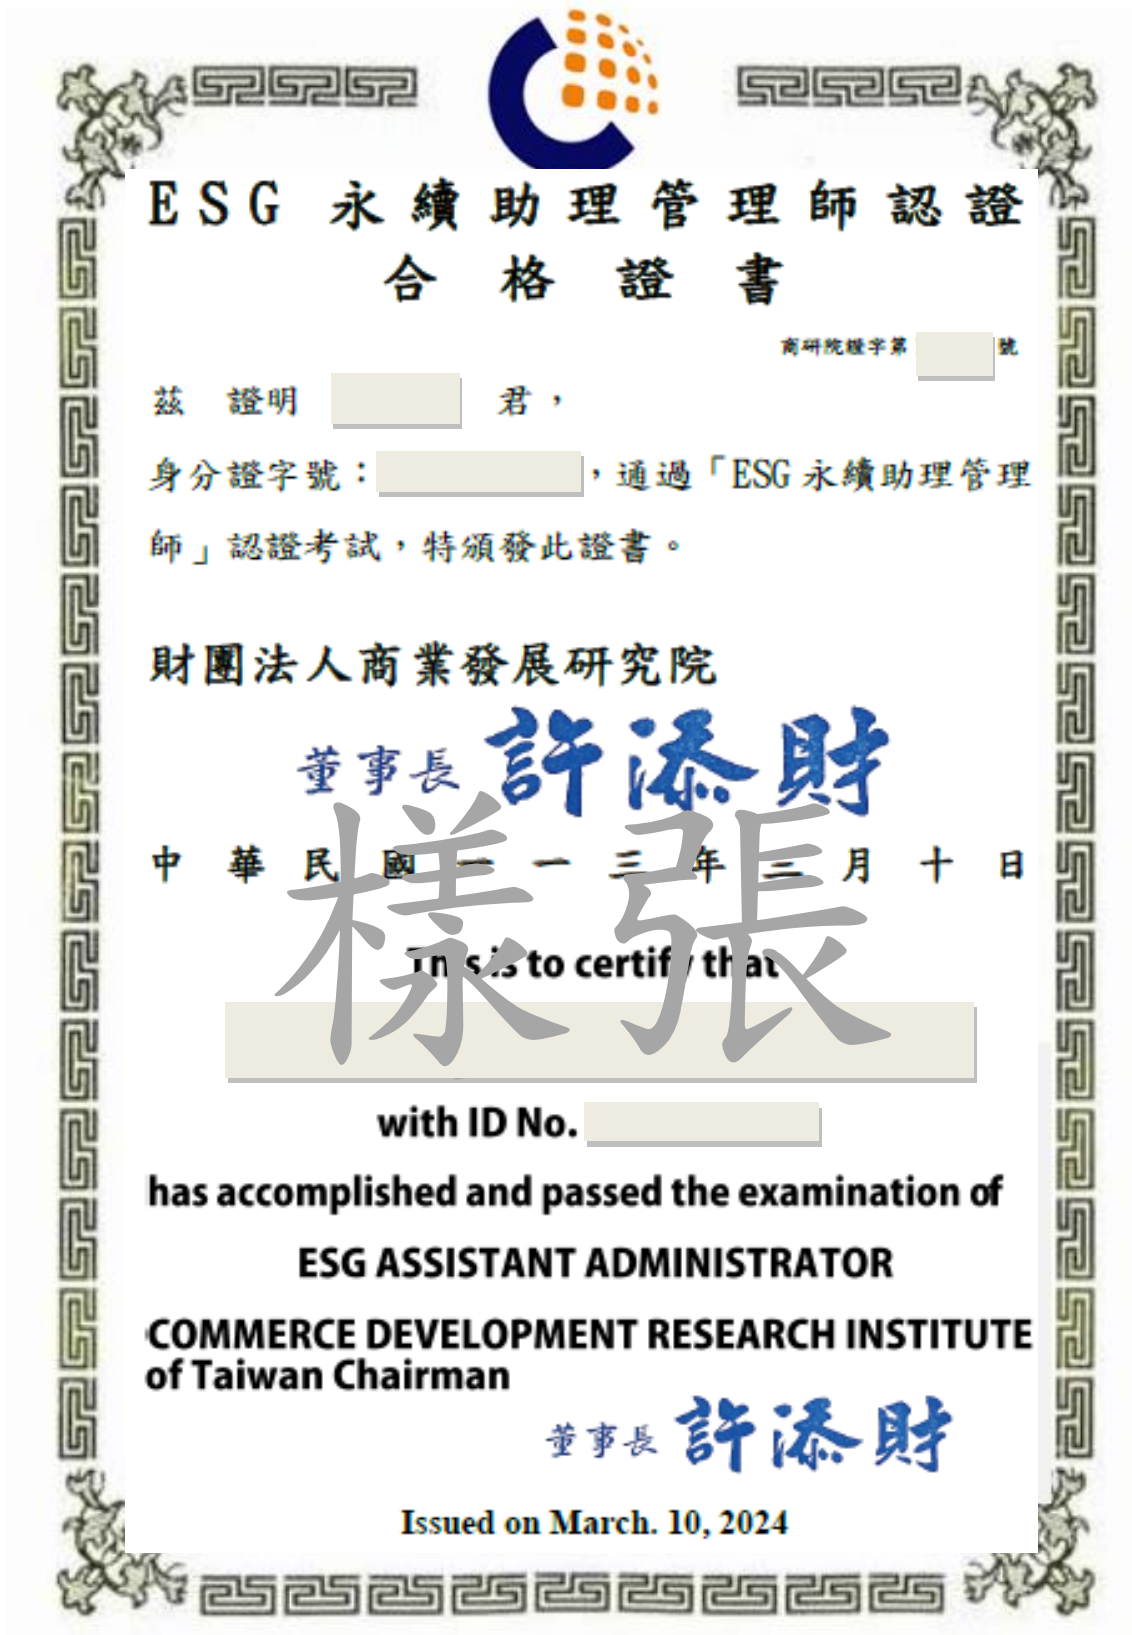 ESG 永續助理管理師認證
合格證書
商研院證字第 號
茲 證明 君，
身分證字號： ，通過「ESG 永續助理管理
師」認證考試，特頒發此證書。
財團法人商業發展研究院
董事長 許添財
中華民國一一三年三月十日
樣張
This is to certify that
with ID No.
has accomplished and passed the examination of
ESG ASSISTANT ADMINISTRATOR
COMMERCE DEVELOPMENT RESEARCH INSTITUTE
of Taiwan Chairman
董事長 許添財
Issued on March. 10, 2024